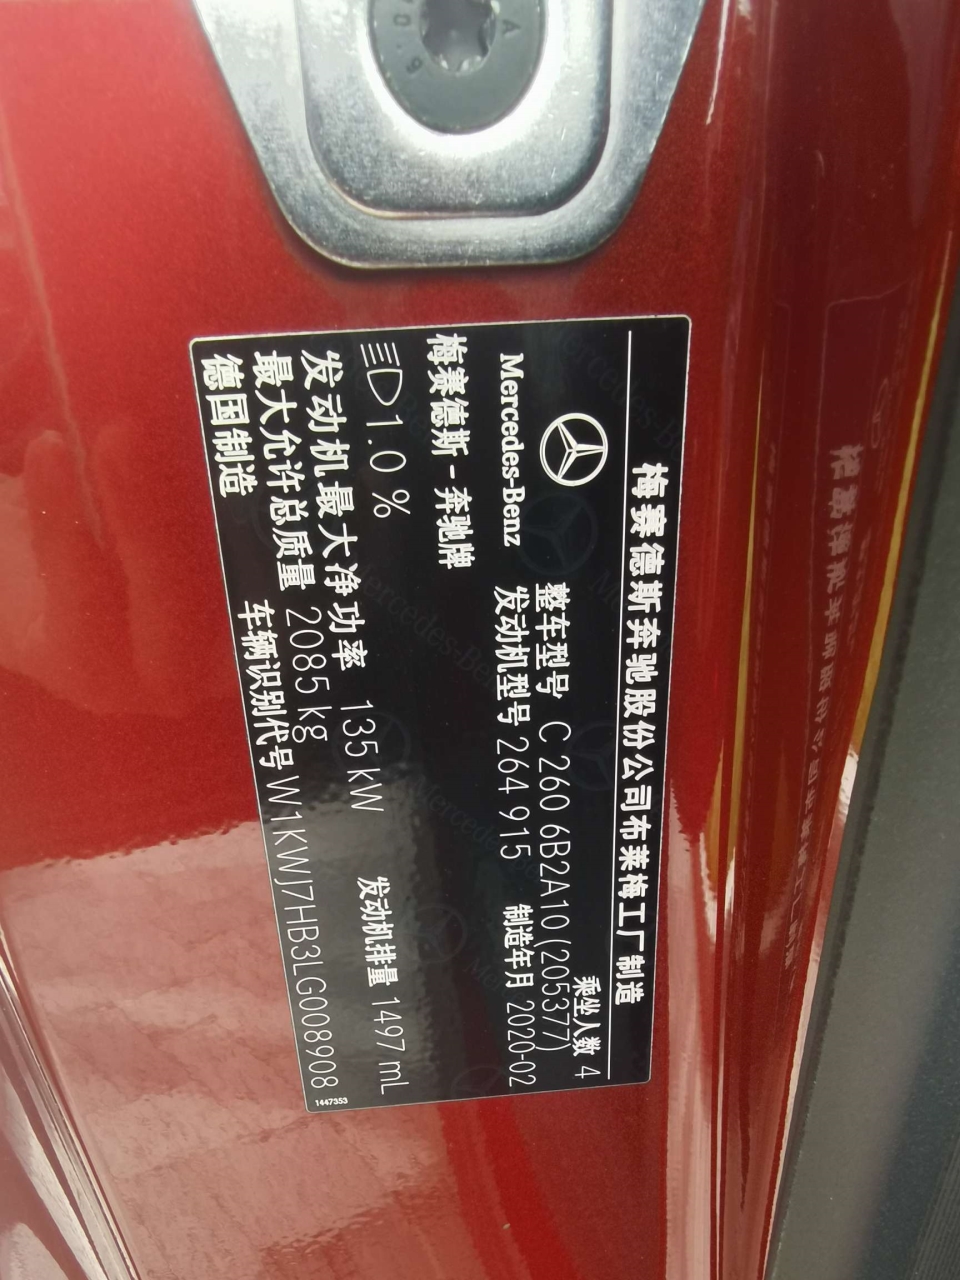 梅赛德斯奔驰股份公司布莱梅工厂制造
乘坐人数 4
Mercedes-Benz
整车型号 C 260 6B2A10(205377)
发动机型号 264 915
制造年月 2020-02
梅赛德斯-奔驰牌
1.0 %
发动机最大净功率 135 kW
发动机排量 1497 mL
最大允许总质量 2085 kg
德国制造
车辆识别代号 W1KWJ7HB3LG008908
1447353